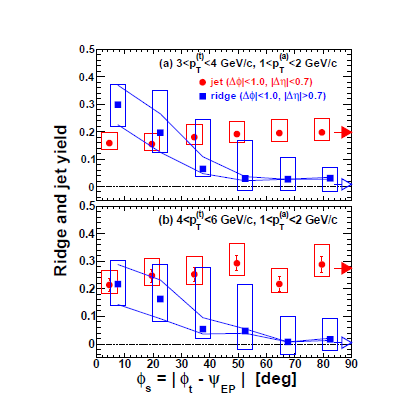 (a) 3<p_T^(t)<4 GeV/c, 1<p_T^(a)<2 GeV/c
jet (Δϕ|<1.0, |Δη|<0.7)
ridge (Δϕ|<1.0, |Δη|>0.7)
0.5
0.4
0.3
0.2
0.1
0
(b) 4<p_T^(t)<6 GeV/c, 1<p_T^(a)<2 GeV/c
0.5
0.4
0.3
0.2
0.1
0
Ridge and jet yield
0 10 20 30 40 50 60 70 80 90
ϕ_s = | ϕ_t - ψ_EP | [deg]